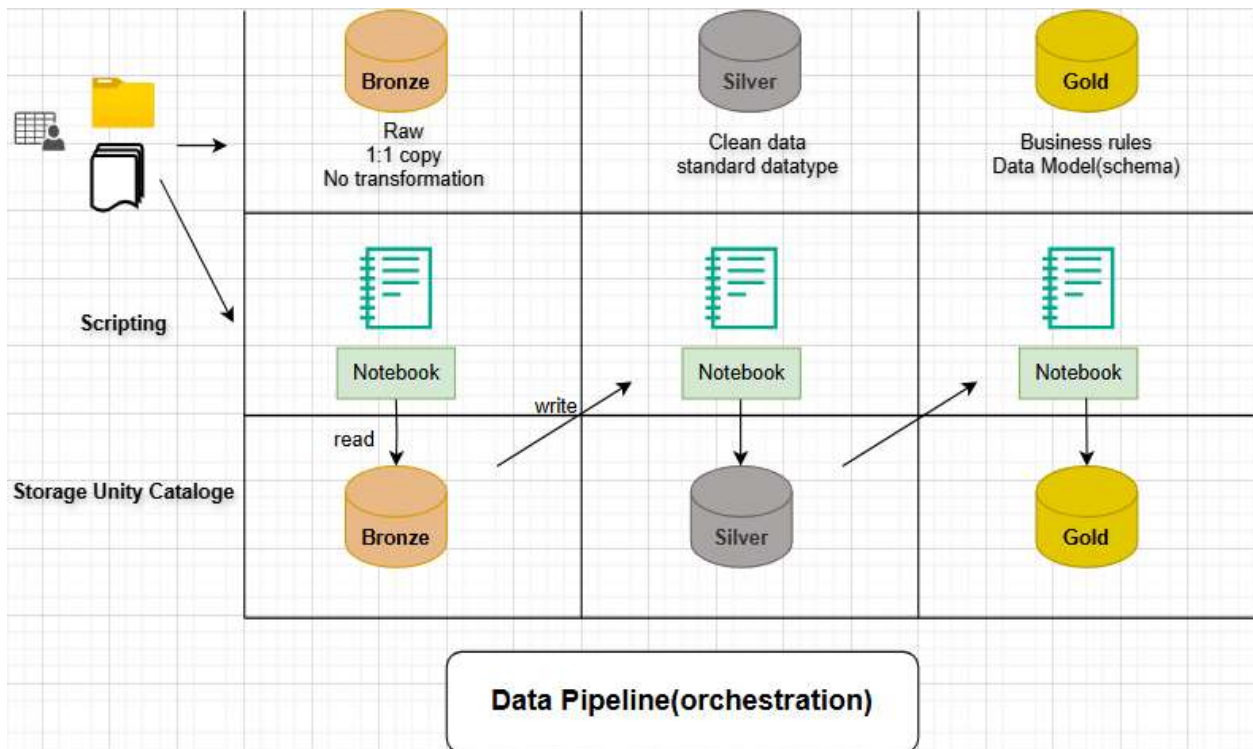 Bronze
Silver
Gold
Raw
1:1 copy
No transformation
Clean data
standard datatype
Business rules
Data Model(schema)
Scripting
Notebook
Notebook
Notebook
write
read
Storage Unity Cataloge
Bronze
Silver
Gold
Data Pipeline(orchestration)